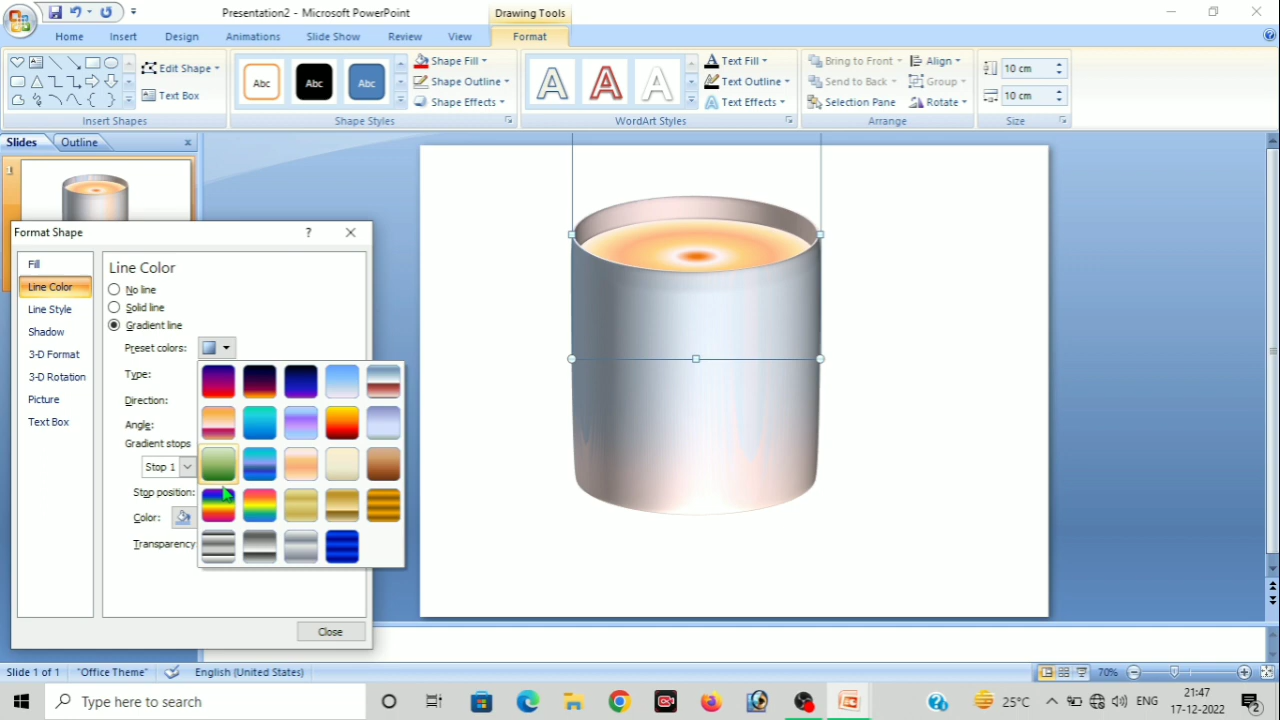 Presentation2 - Microsoft PowerPoint
Drawing Tools
Home Insert Design Animations Slide Show Review View Format
Edit Shape
Text Box
Insert Shapes
Abc Abc Abc
Shape Fill
Shape Outline
Shape Effects
Shape Styles
A A A
Text Fill
Text Outline
Text Effects
WordArt Styles
Bring to Front
Send to Back
Selection Pane
Align
Group
Rotate
Arrange
10 cm
10 cm
Size
Slides Outline
1
Format Shape
?
Fill
Line Color
Line Style
Shadow
3-D Format
3-D Rotation
Picture
Text Box
Line Color
No line
Solid line
Gradient line
Preset colors:
Type:
Direction:
Angle:
Gradient stops
Stop 1
Stop position:
Color:
Transparency
Close
Slide 1 of 1 "Office Theme" English (United States) 70%
Type here to search
25°C ENG
21:47
17-12-2022
2